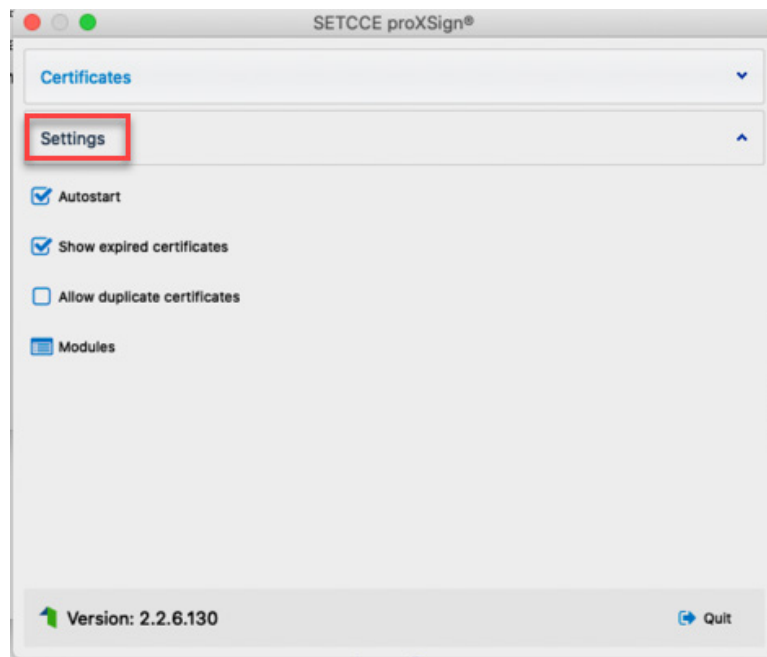 SETCCE proXSign®
Certificates
Settings
Autostart
Show expired certificates
Allow duplicate certificates
Modules
Version: 2.2.6.130 Quit